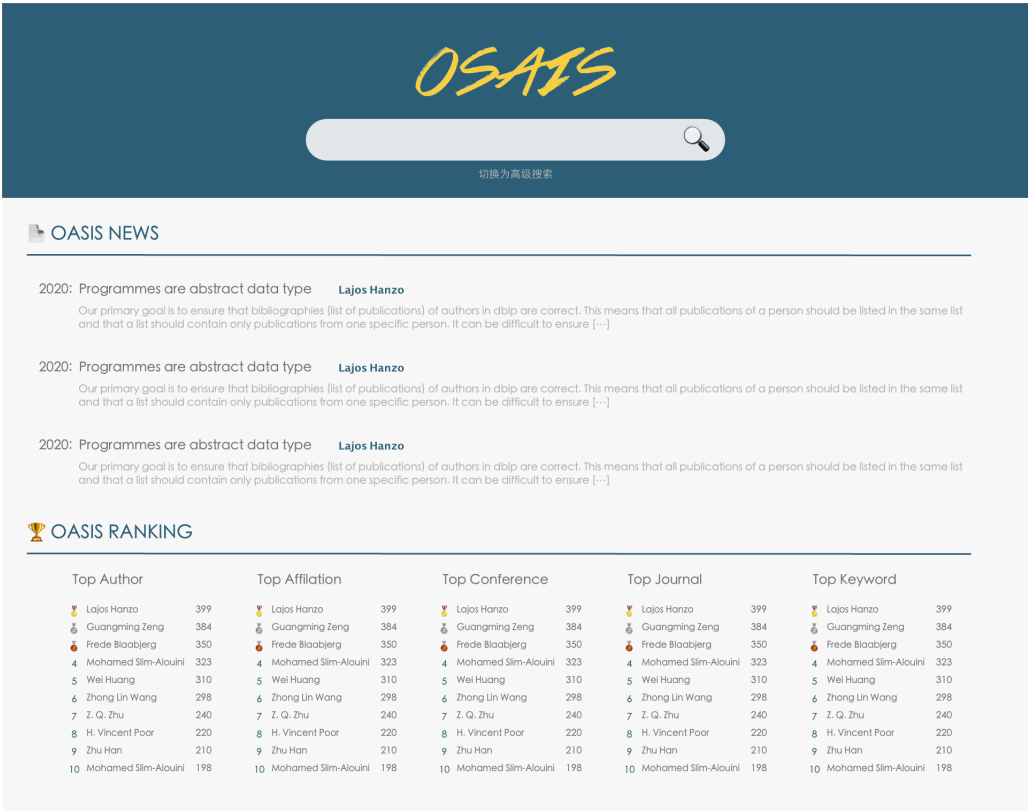 OSAIS
切换为高级搜索
OASIS NEWS
2020: Programmes are abstract data type Lajos Hanzo
Our primary goal is to ensure that bibliographies (list of publications) of authors in dblp are correct. This means that all publications of a person should be listed in the same list
and that a list should contain only publications from one specific person. It can be difficult to ensure [···]
2020: Programmes are abstract data type Lajos Hanzo
Our primary goal is to ensure that bibliographies (list of publications) of authors in dblp are correct. This means that all publications of a person should be listed in the same list
and that a list should contain only publications from one specific person. It can be difficult to ensure [···]
2020: Programmes are abstract data type Lajos Hanzo
Our primary goal is to ensure that bibliographies (list of publications) of authors in dblp are correct. This means that all publications of a person should be listed in the same list
and that a list should contain only publications from one specific person. It can be difficult to ensure [···]
OASIS RANKING
Top Author Top Affilation Top Conference Top Journal Top Keyword
Lajos Hanzo 399 Lajos Hanzo 399 Lajos Hanzo 399 Lajos Hanzo 399 Lajos Hanzo 399
Guangming Zeng 384 Guangming Zeng 384 Guangming Zeng 384 Guangming Zeng 384 Guangming Zeng 384
Frede Blaabjerg 350 Frede Blaabjerg 350 Frede Blaabjerg 350 Frede Blaabjerg 350 Frede Blaabjerg 350
4 Mohamed Slim-Alouini 323 4 Mohamed Slim-Alouini 323 4 Mohamed Slim-Alouini 323 4 Mohamed Slim-Alouini 323 4 Mohamed Slim-Alouini 323
5 Wei Huang 310 5 Wei Huang 310 5 Wei Huang 310 5 Wei Huang 310 5 Wei Huang 310
6 Zhong Lin Wang 298 6 Zhong Lin Wang 298 6 Zhong Lin Wang 298 6 Zhong Lin Wang 298 6 Zhong Lin Wang 298
7 Z. Q. Zhu 240 7 Z. Q. Zhu 240 7 Z. Q. Zhu 240 7 Z. Q. Zhu 240 7 Z. Q. Zhu 240
8 H. Vincent Poor 220 8 H. Vincent Poor 220 8 H. Vincent Poor 220 8 H. Vincent Poor 220 8 H. Vincent Poor 220
9 Zhu Han 210 9 Zhu Han 210 9 Zhu Han 210 9 Zhu Han 210 9 Zhu Han 210
10 Mohamed Slim-Alouini 198 10 Mohamed Slim-Alouini 198 10 Mohamed Slim-Alouini 198 10 Mohamed Slim-Alouini 198 10 Mohamed Slim-Alouini 198